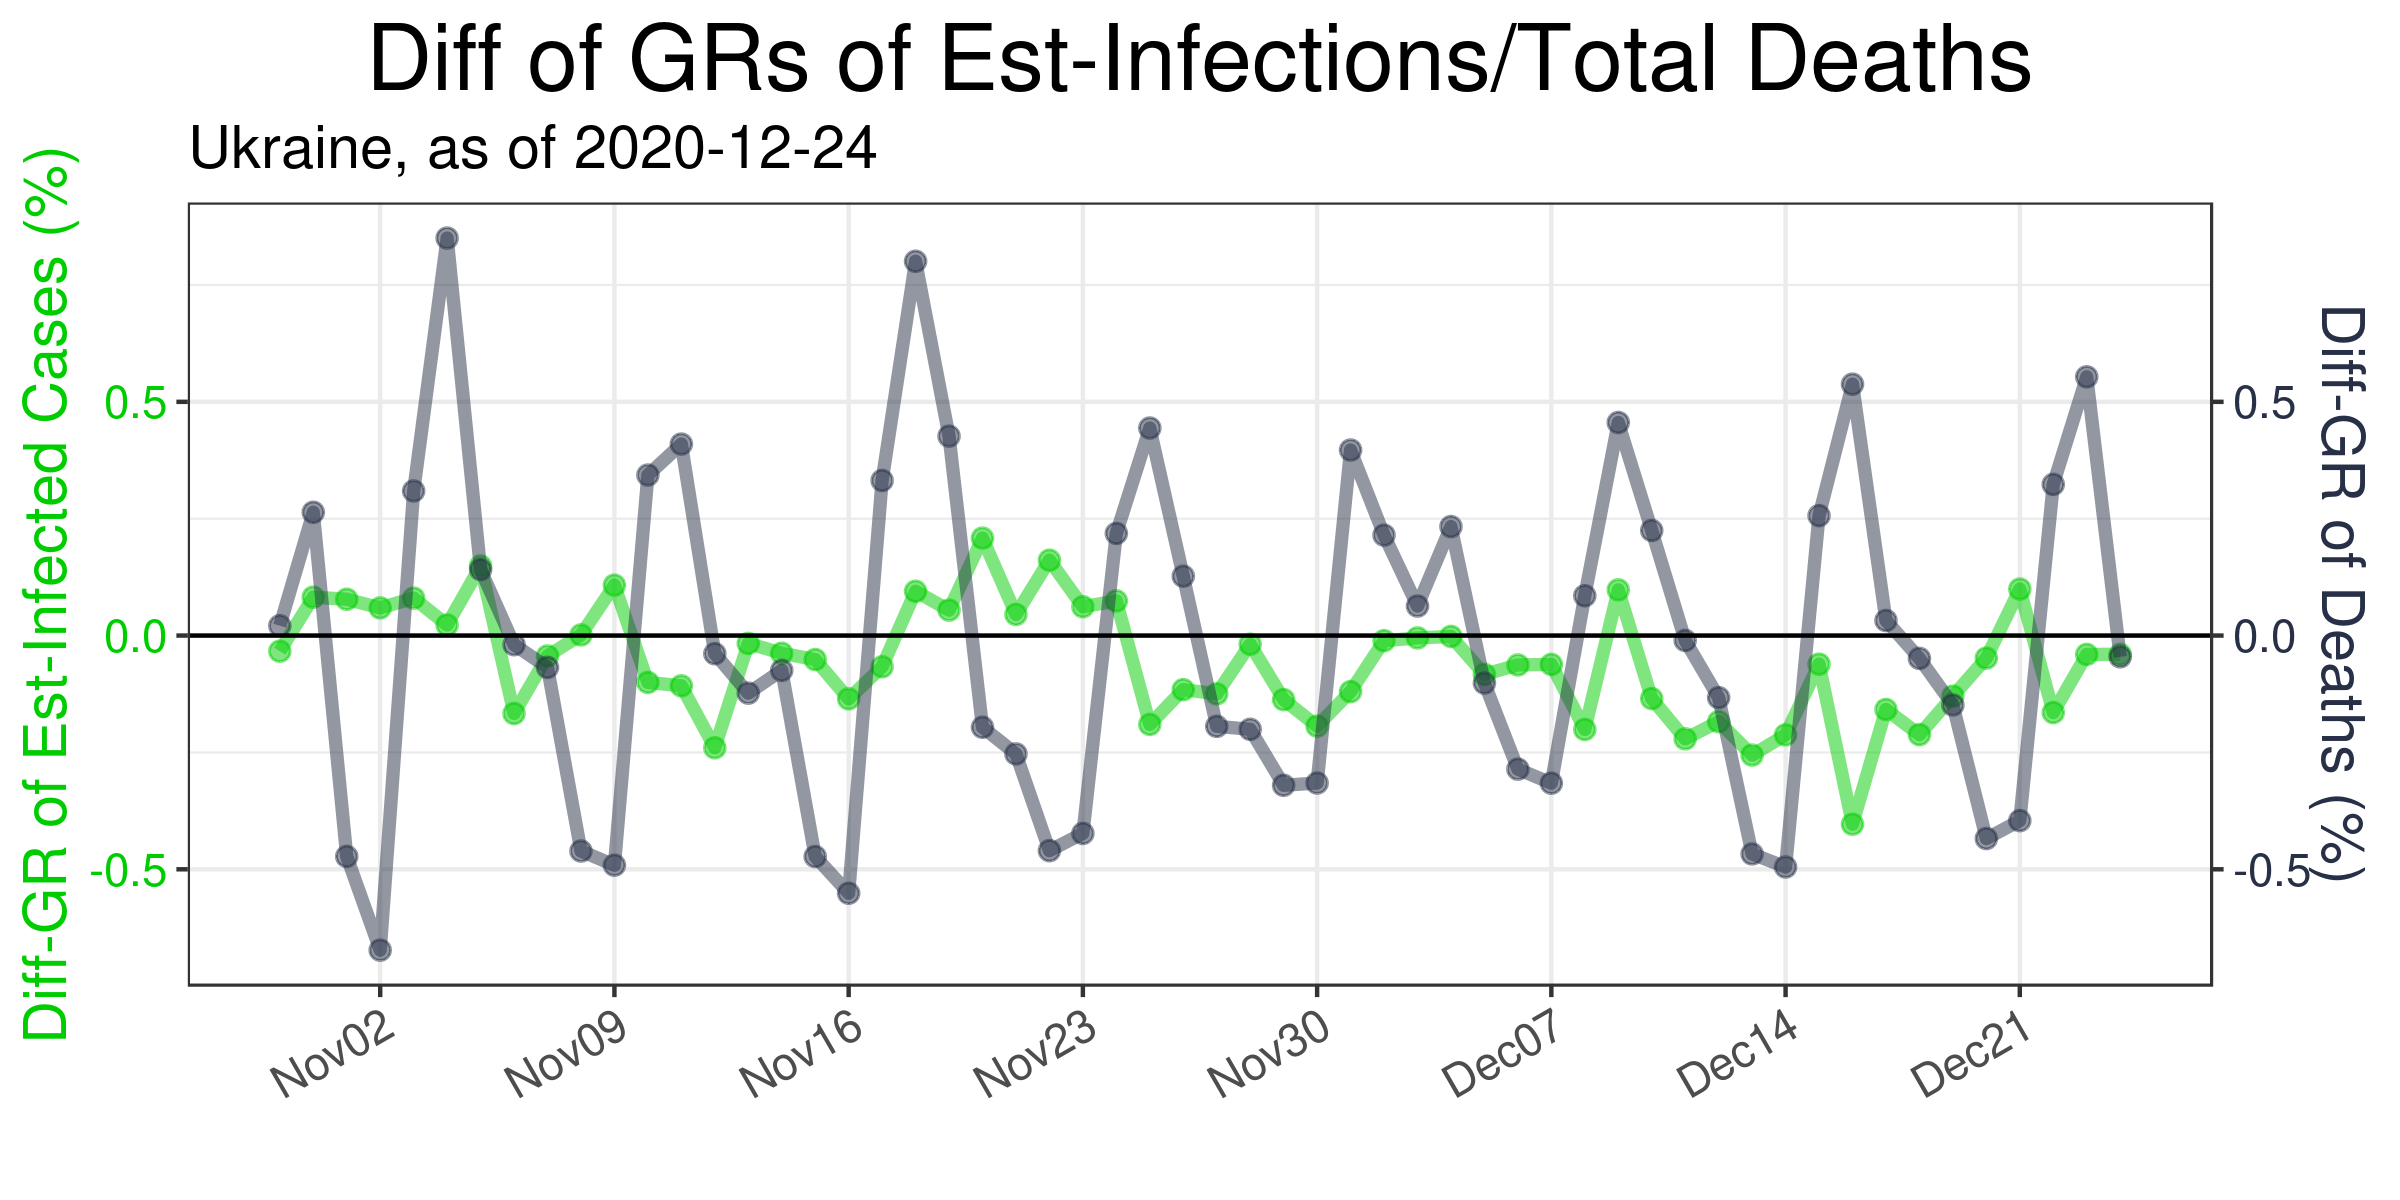 Diff of GRs of Est-Infections/Total Deaths
Ukraine, as of 2020-12-24
Diff-GR of Est-Infected Cases (%)
0.5
0.0
-0.5
0.5
0.0
-0.5
Diff-GR of Deaths (%)
Nov02
Nov09
Nov16
Nov23
Nov30
Dec07
Dec14
Dec21